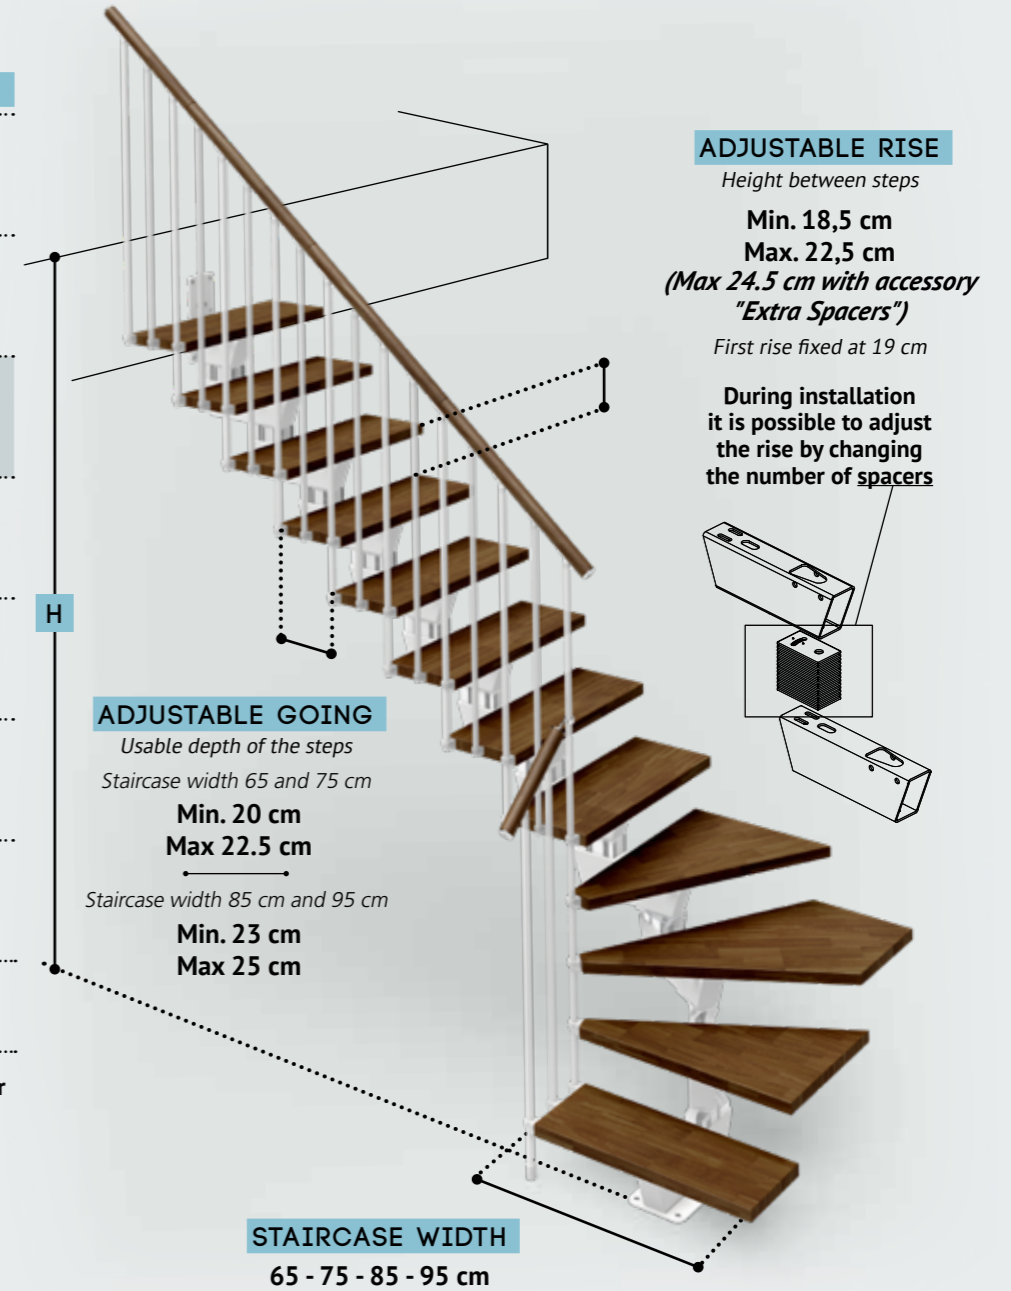 ADJUSTABLE RISE
Height between steps
Min. 18,5 cm
Max. 22,5 cm
(Max 24.5 cm with accessory
"Extra Spacers")
First rise fixed at 19 cm
During installation
it is possible to adjust
the rise by changing
the number of spacers
H
ADJUSTABLE GOING
Usable depth of the steps
Staircase width 65 and 75 cm
Min. 20 cm
Max 22.5 cm
Staircase width 85 cm and 95 cm
Min. 23 cm
Max 25 cm
r
STAIRCASE WIDTH
65 - 75 - 85 - 95 cm